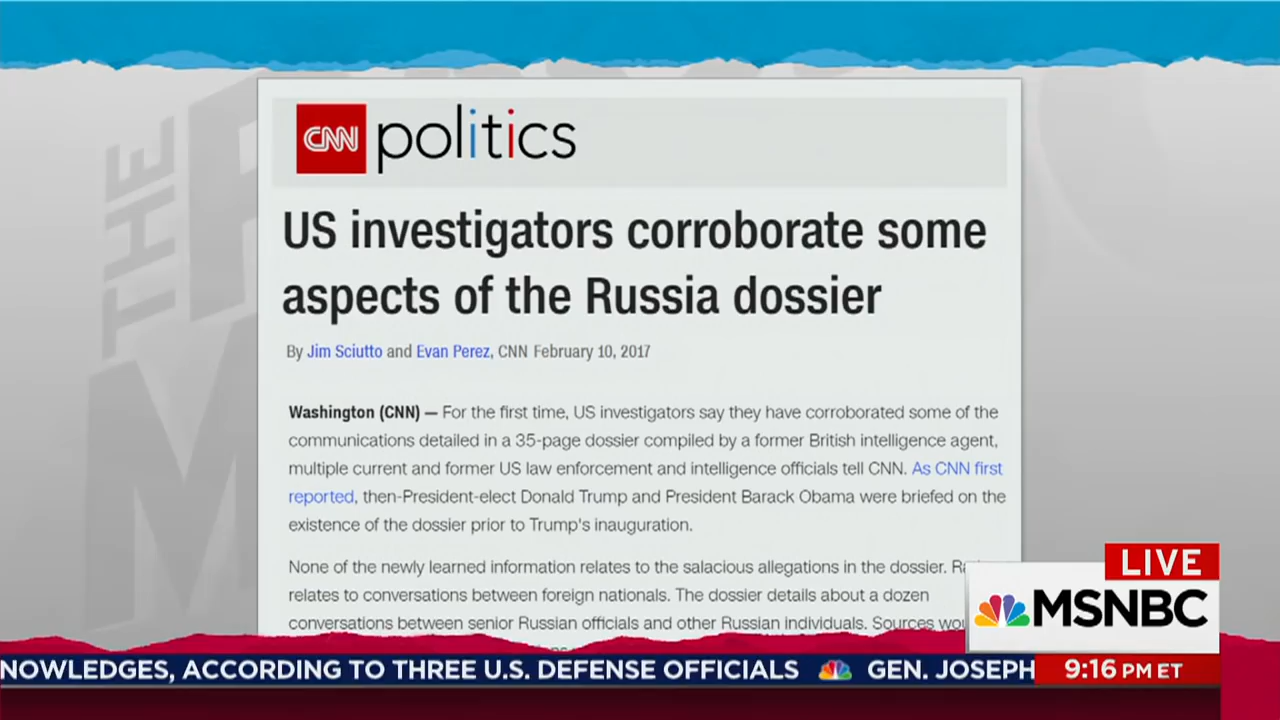 THE
CNN politics
US investigators corroborate some
aspects of the Russia dossier
By Jim Sciutto and Evan Perez, CNN February 10, 2017
Washington (CNN) — For the first time, US investigators say they have corroborated some of the
communications detailed in a 35-page dossier compiled by a former British intelligence agent,
multiple current and former US law enforcement and intelligence officials tell CNN. As CNN first
reported, then-President-elect Donald Trump and President Barack Obama were briefed on the
existence of the dossier prior to Trump's inauguration.
None of the newly learned information relates to the salacious allegations in the dossier.
relates to conversations between foreign nationals. The dossier details about a dozen
conversations between senior Russian officials and other Russian individuals. Sources
LIVE
MSNBC
NOWLEDGES, ACCORDING TO THREE U.S. DEFENSE OFFICIALS GEN. JOSEPH
9:16 PM ET